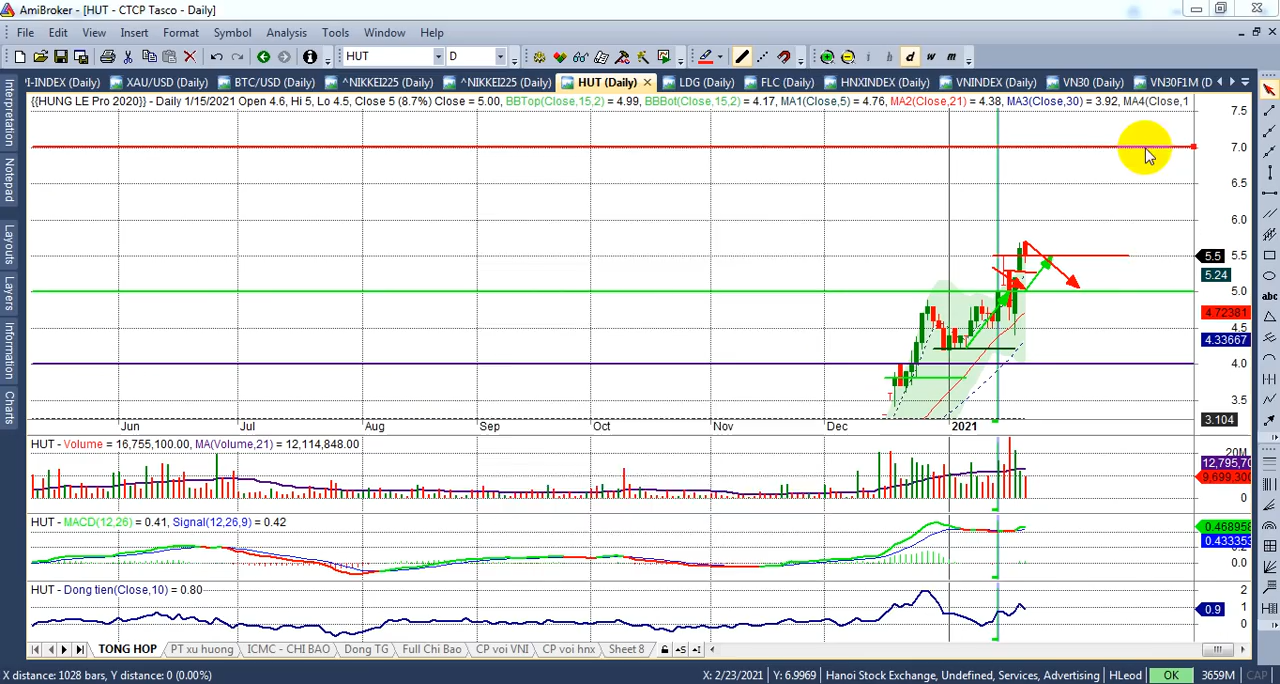 AmiBroker - [HUT - CTCP Tasco - Daily]
File Edit View Insert Format Symbol Analysis Tools Window Help
HUT D i h d w m
I-INDEX (Daily) XAU/USD (Daily) BTC/USD (Daily) ^NIKKEI225 (Daily) ^NIKKEI225 (Daily) HUT (Daily) LDG (Daily) FLC (Daily) HNXINDEX (Daily) VNINDEX (Daily) VN30 (Daily) VN30F1M (D
{{HUNG LE Pro 2020}} - Daily 1/15/2021 Open 4.6, Hi 5, Lo 4.5, Close 5 (8.7%) Close = 5.00, BBTop(Close,15,2) = 4.99, BBBot(Close,15,2) = 4.17, MA1(Close,5) = 4.76, MA2(Close,21) = 4.38, MA3(Close,30) = 3.92, MA4(Close,1
Interpretation
Notepad
Layouts
Layers
Information
Charts
abc
7.5
7.0
6.5
6.0
5.5
5.5
5.24
5.0
4.72381
4.5
4.33667
4.0
3.5
3.104
Jun Jul Aug Sep Oct Nov Dec 2021
HUT - Volume = 16,755,100.00, MA(Volume,21) = 12,114,848.00
20M
12,795,70
9,699,300
0
HUT - MACD(12,26) = 0.41, Signal(12,26,9) = 0.42
0.468958
0.433353
0.2
0.0
HUT - Dong tien(Close,10) = 0.80
2
1
0.9
0
TONG HOP PT xu huong ICMC - CHI BAO Dong TG Full Chi Bao CP voi VNI CP voi hnx Sheet 8
X distance: 1028 bars, Y distance: 0 (0.00%) X: 2/23/2021 Y: 6.9969 Hanoi Stock Exchange, Undefined, Services, Advertising HLeod OK 3659M CAP